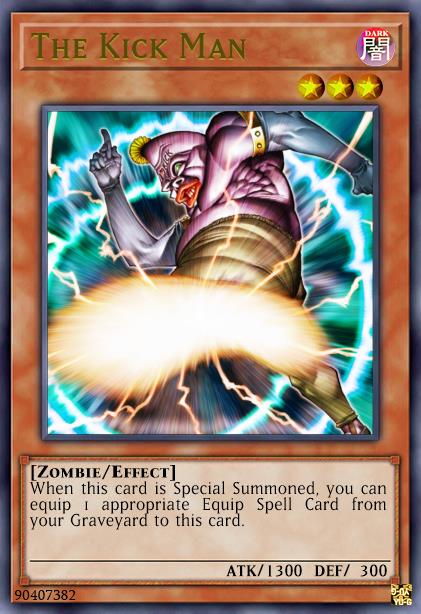 The Kick Man
DARK
闇
[Zombie/Effect]
When this card is Special Summoned, you can
equip 1 appropriate Equip Spell Card from
your Graveyard to this card.
ATK/1300 DEF/ 300
90407382